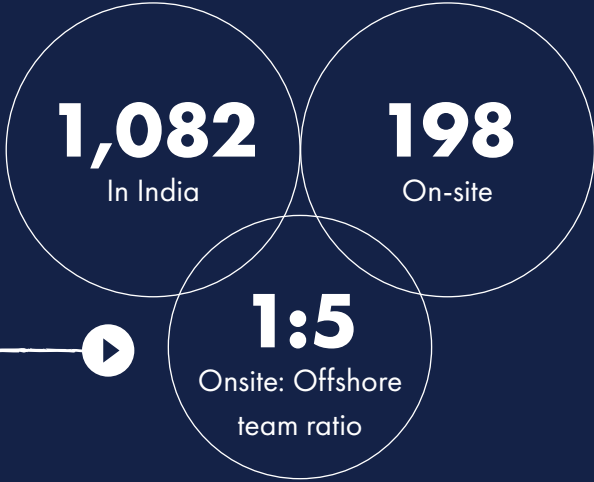 1,082
In India
198
On-site
1:5
Onsite: Offshore
team ratio